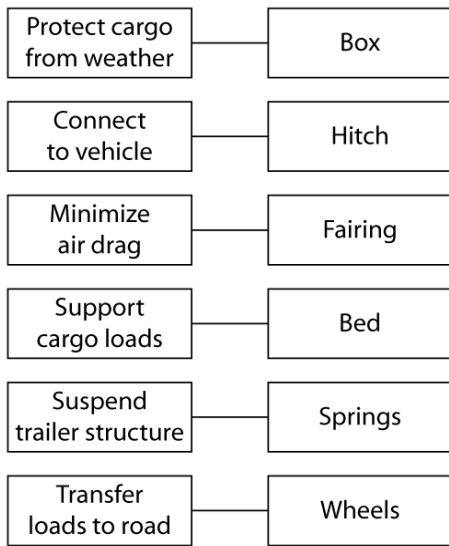 Protect cargo
from weather
Box
Connect
to vehicle
Hitch
Minimize
air drag
Fairing
Support
cargo loads
Bed
Suspend
trailer structure
Springs
Transfer
loads to road
Wheels